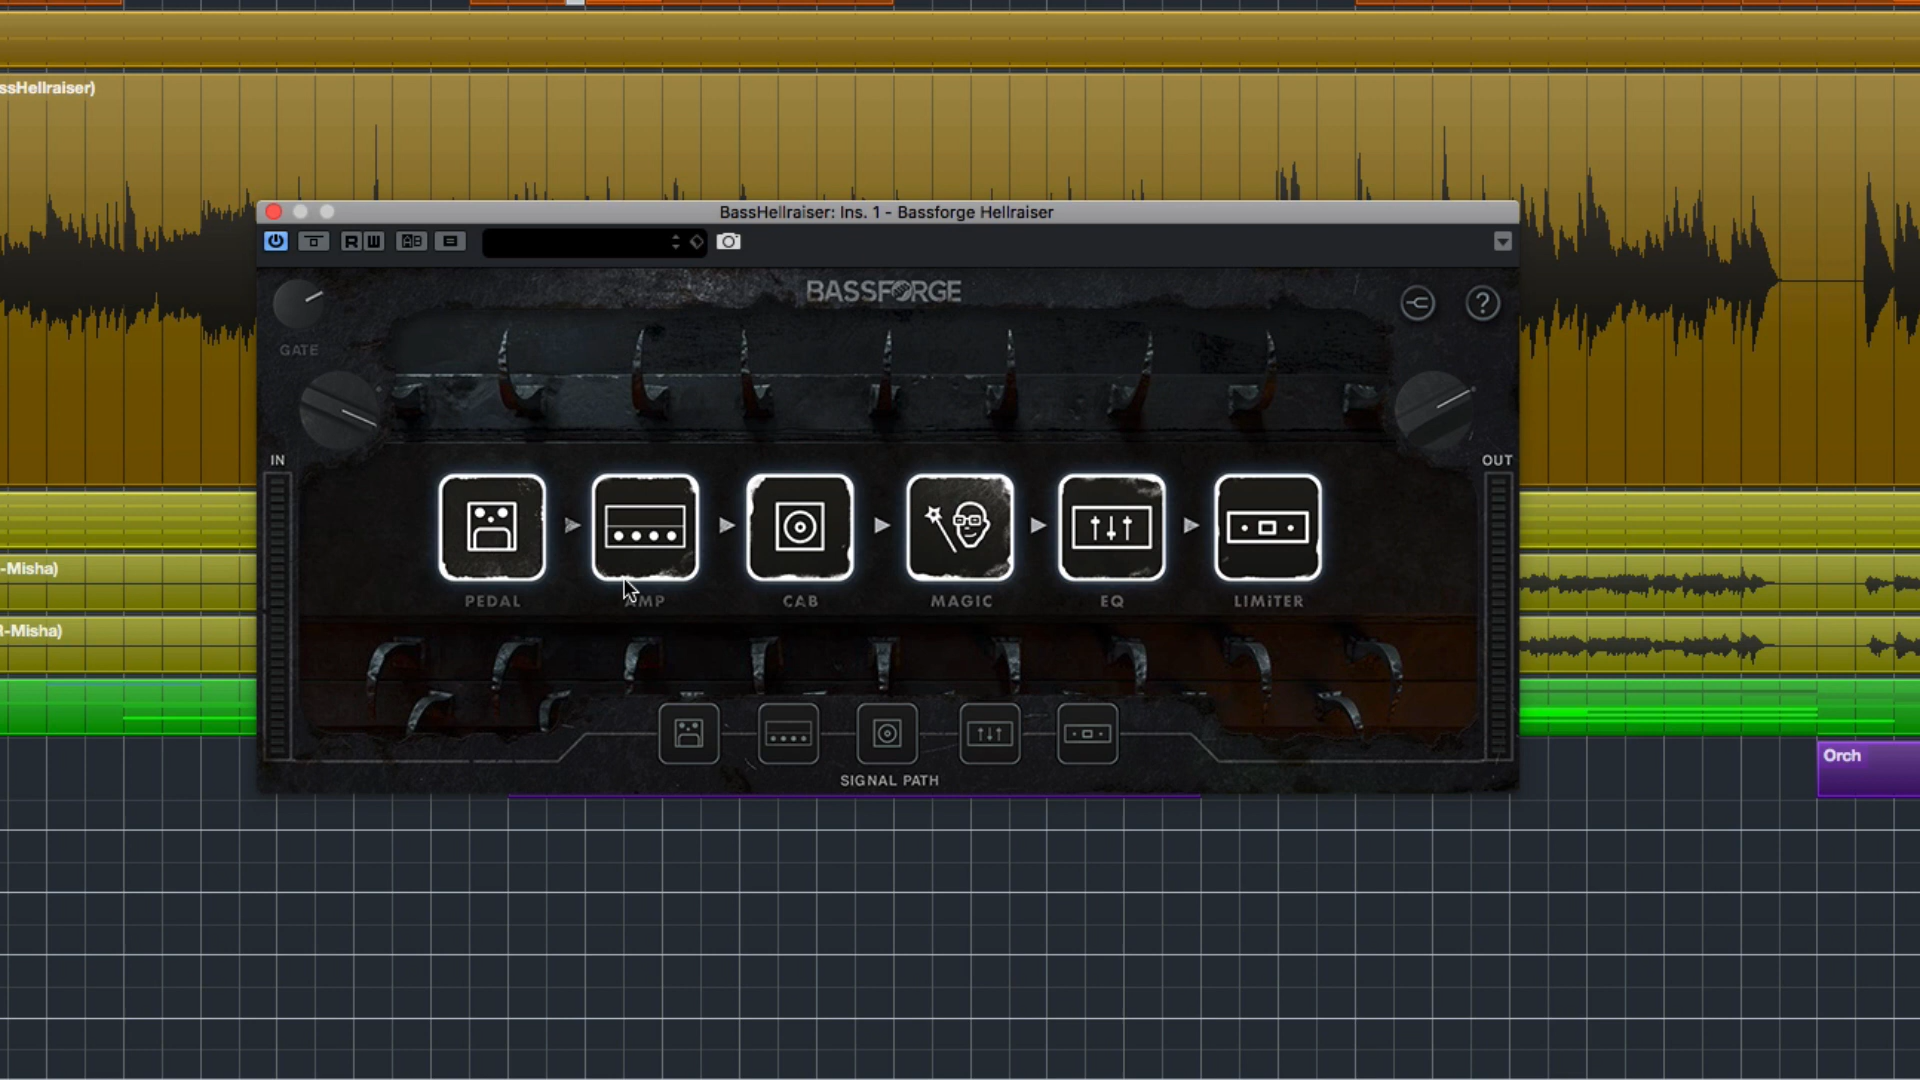 ssHellraiser)
BassHellraiser: Ins. 1 - Bassforge Hellraiser
R W
AB
BASSFORGE
?
GATE
IN
OUT
PEDAL
AMP
CAB
MAGIC
EQ
LIMiTER
-Misha)
R-Misha)
SIGNAL PATH
Orch